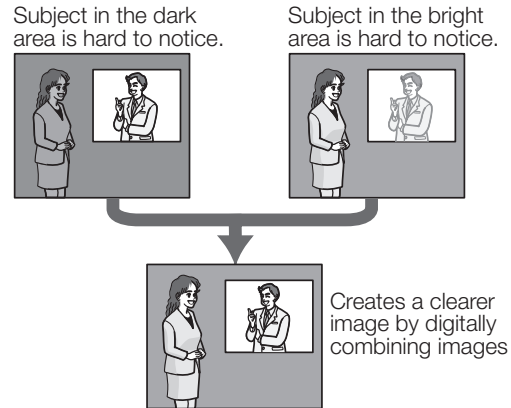 Subject in the dark
area is hard to notice.
Subject in the bright
area is hard to notice.
Creates a clearer
image by digitally
combining images